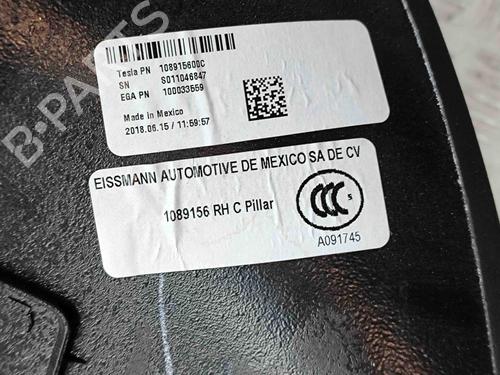 Tesla PN 108915600C
SN S011046847
EGA PN 100033559
Made in Mexico
2018.06.15 / 11:59:57
EISSMANN AUTOMOTIVE DE MEXICO SA DE CV
1089156 RH C Pillar
CCC S
A091745
B-PARTS